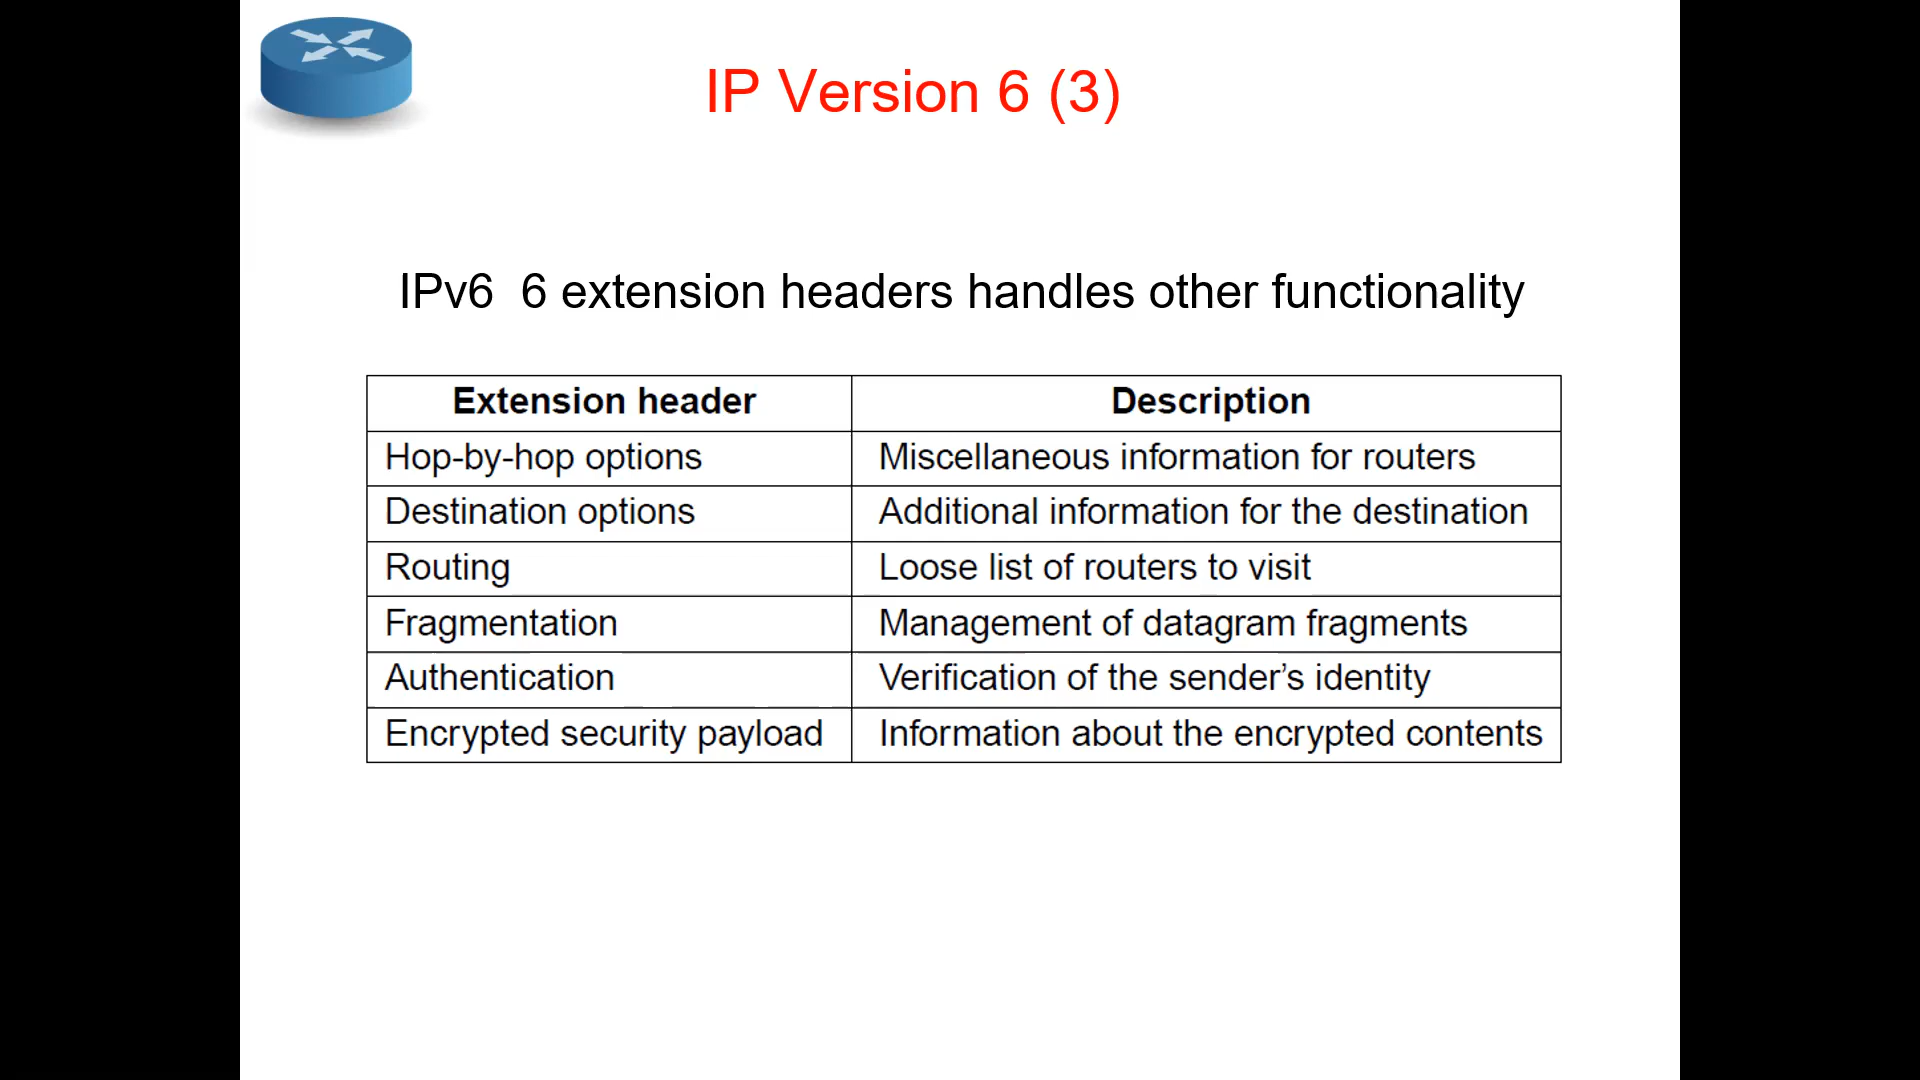 IP Version 6 (3)
IPv6  6 extension headers handles other functionality
Extension header Description
Hop-by-hop options Miscellaneous information for routers
Destination options Additional information for the destination
Routing Loose list of routers to visit
Fragmentation Management of datagram fragments
Authentication Verification of the sender’s identity
Encrypted security payload Information about the encrypted contents